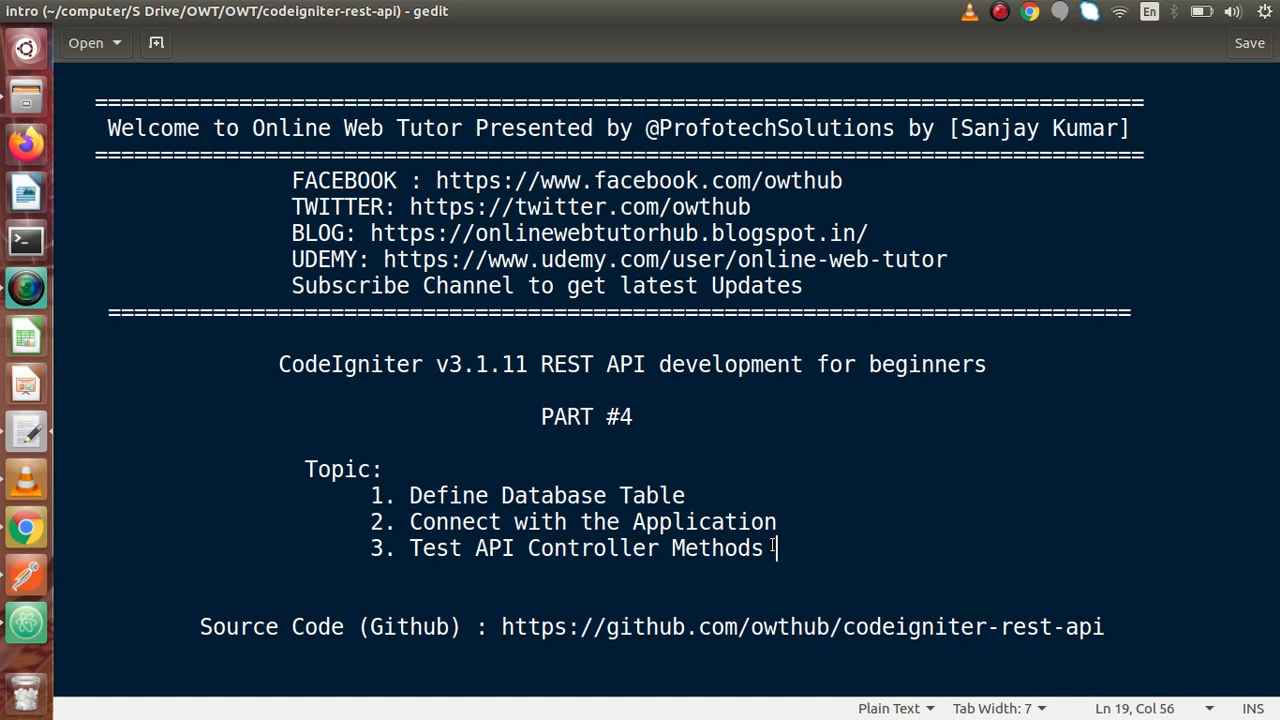 intro (~/computer/S Drive/OWT/OWT/codeigniter-rest-api) - gedit
En
Open
Save
================================================================================
Welcome to Online Web Tutor Presented by @ProfotechSolutions by [Sanjay Kumar]
================================================================================
FACEBOOK : https://www.facebook.com/owthub
TWITTER: https://twitter.com/owthub
BLOG: https://onlinewebtutorhub.blogspot.in/
UDEMY: https://www.udemy.com/user/online-web-tutor
Subscribe Channel to get latest Updates
==============================================================================
CodeIgniter v3.1.11 REST API development for beginners
PART #4
Topic:
1. Define Database Table
2. Connect with the Application
3. Test API Controller Methods
Source Code (Github) : https://github.com/owthub/codeigniter-rest-api
Plain Text Tab Width: 7 Ln 19, Col 56 INS